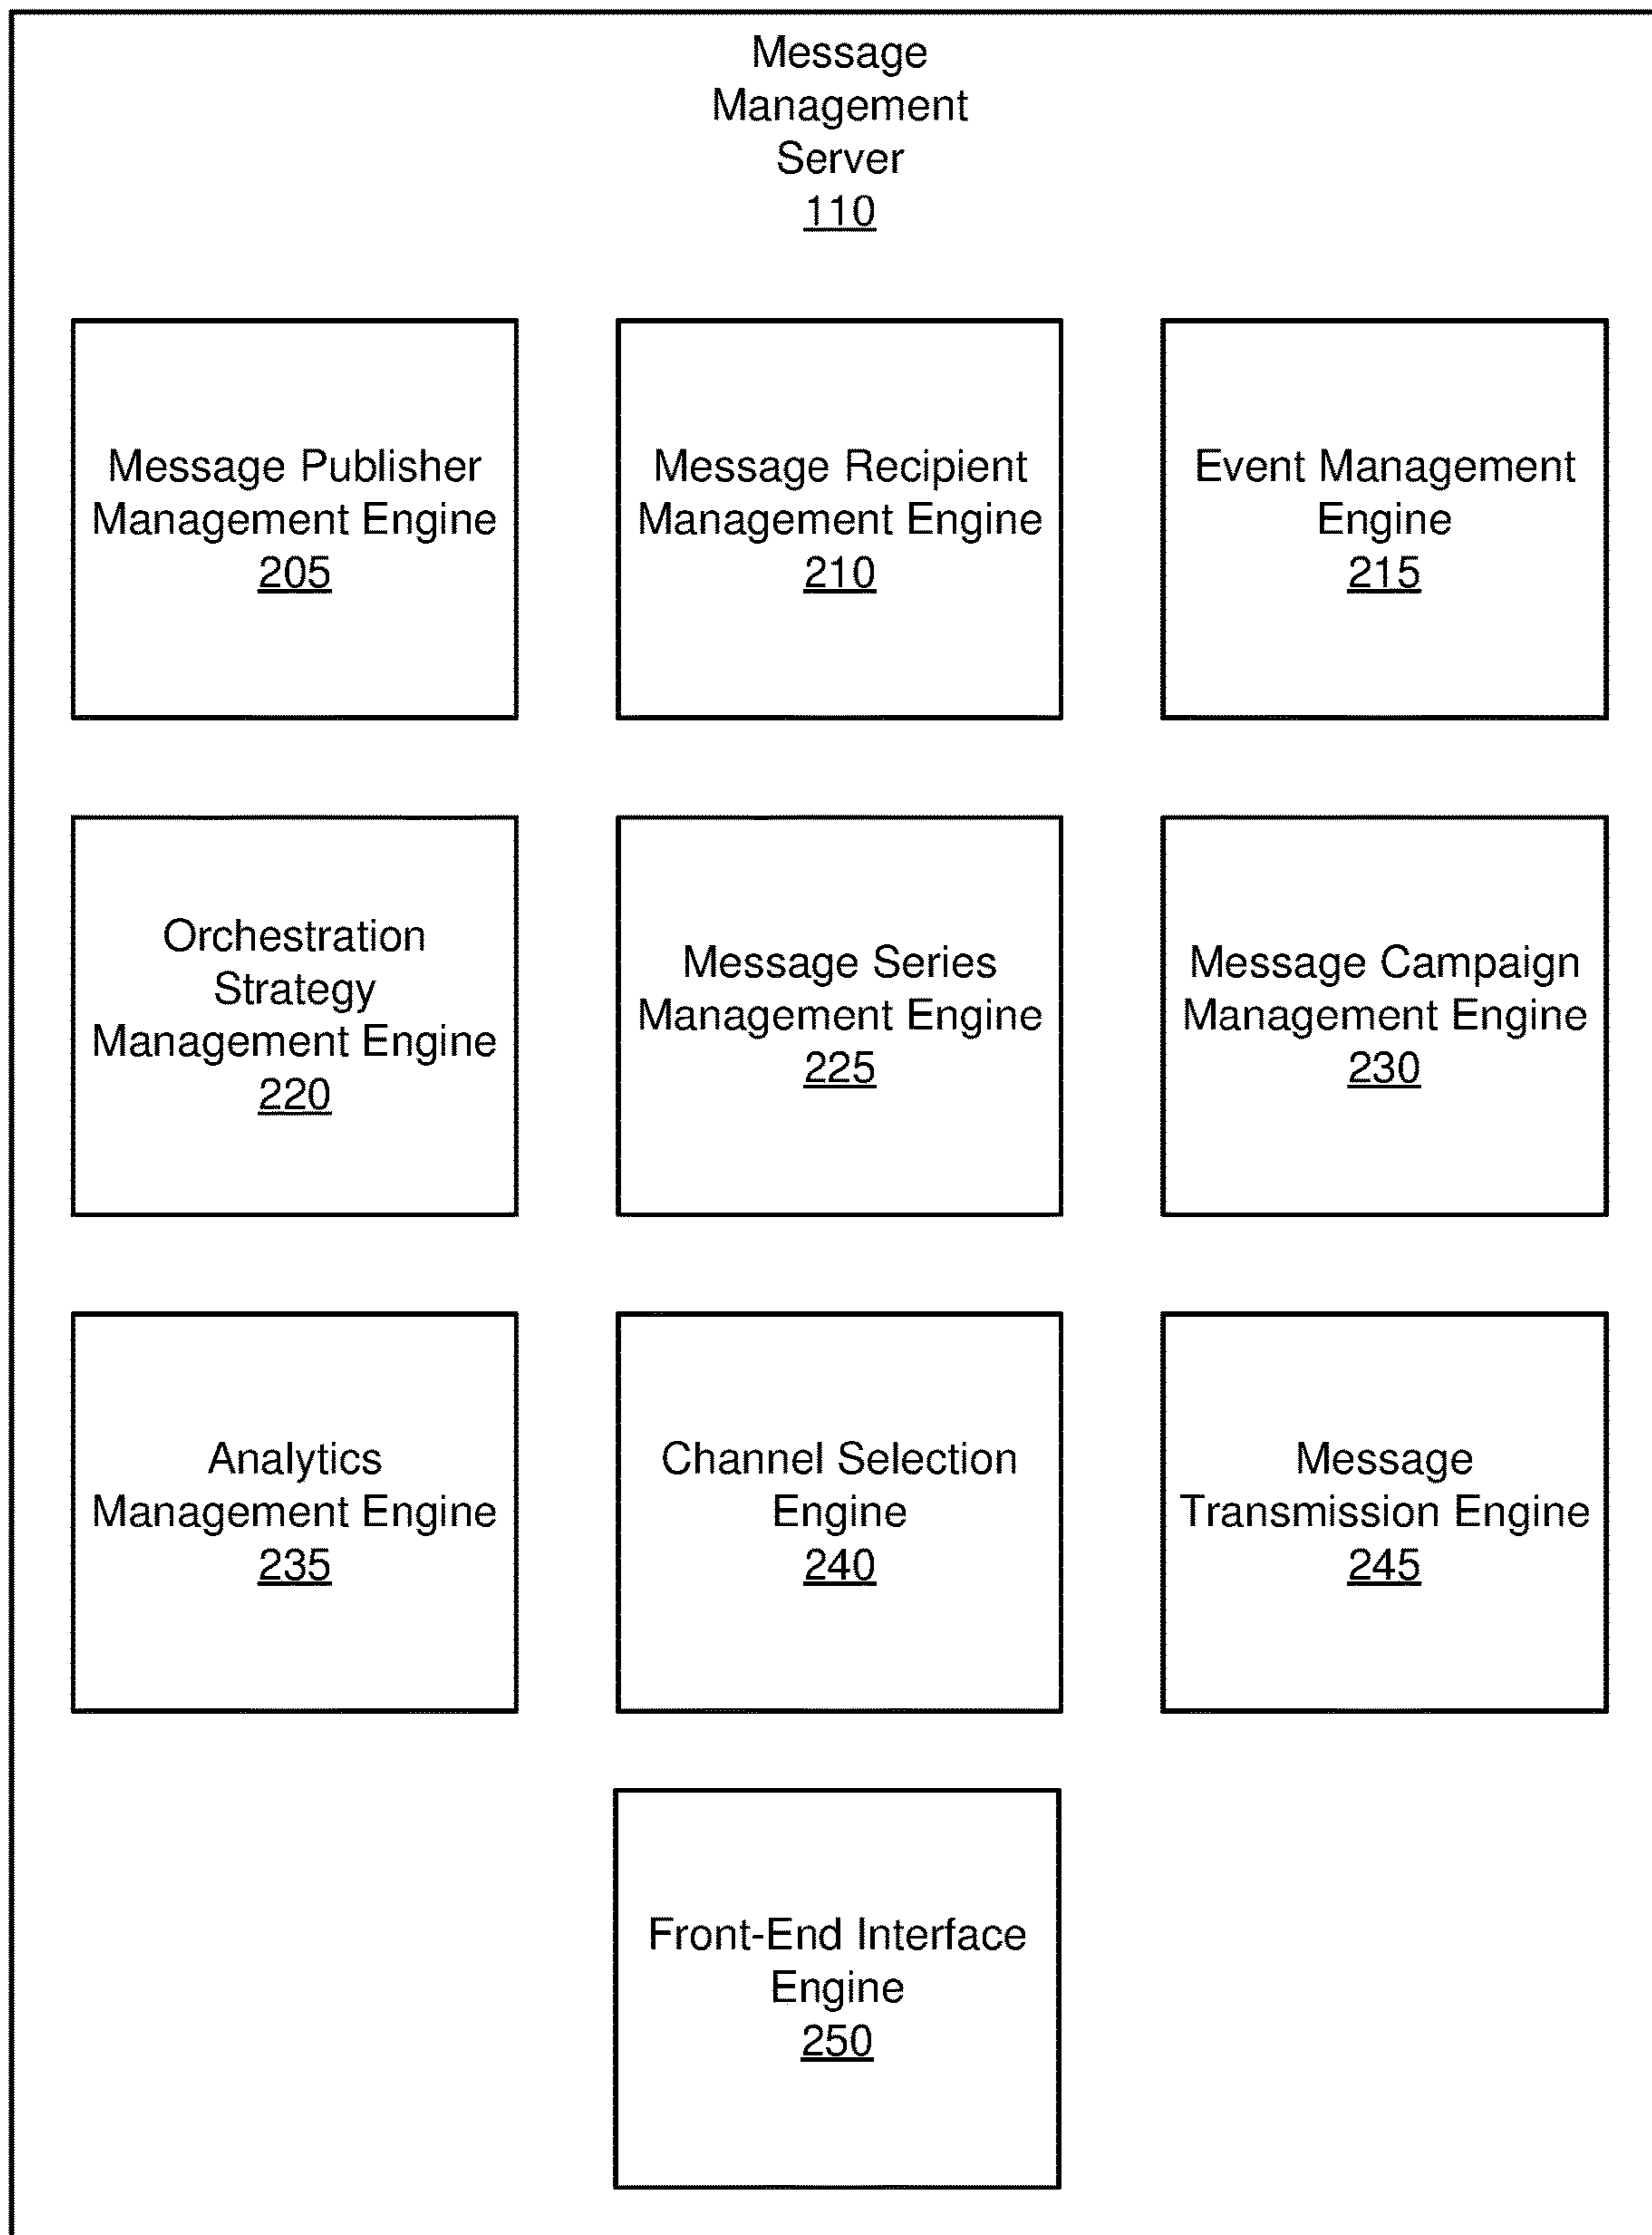 Message
Management
Server
110
Message Publisher
Management Engine
205
Message Recipient
Management Engine
210
Event Management
Engine
215
Orchestration
Strategy
Management Engine
220
Message Series
Management Engine
225
Message Campaign
Management Engine
230
Analytics
Management Engine
235
Channel Selection
Engine
240
Message
Transmission Engine
245
Front-End Interface
Engine
250